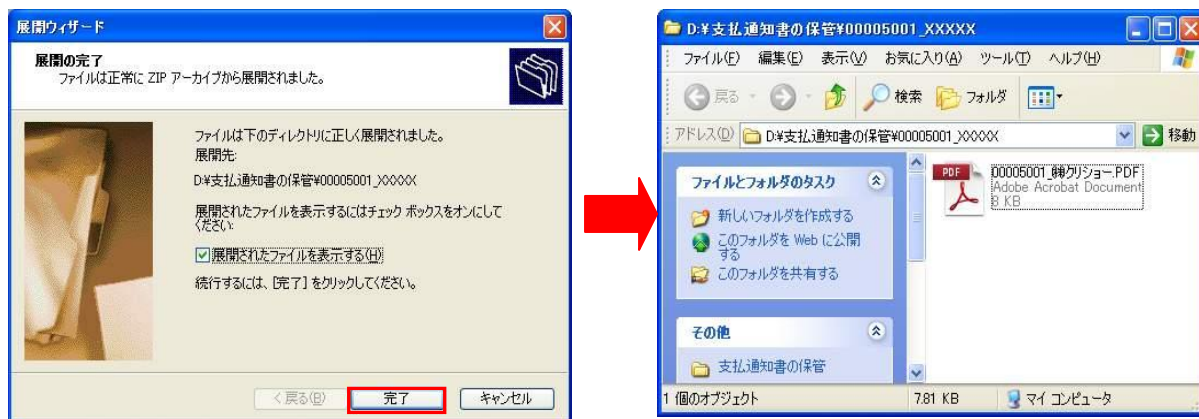 展開ウィザード
展開の完了
ファイルは正常に ZIP アーカイブから展開されました。
ファイルは下のディレクトリに正しく展開されました。
展開先:
D:¥支払通知書の保管¥00005001_XXXXX
展開されたファイルを表示するにはチェック ボックスをオンにして
ください:
展開されたファイルを表示する(H)
続行するには、[完了] をクリックしてください。
< 戻る(B)
完了
キャンセル
D:¥支払通知書の保管¥00005001_XXXXX
ファイル(F) 編集(E) 表示(V) お気に入り(A) ツール(T) ヘルプ(H)
戻る 検索 フォルダ
アドレス(D) D:¥支払通知書の保管¥00005001_XXXXX 移動
ファイルとフォルダのタスク
新しいフォルダを作成する
このフォルダを Web に公開
する
このフォルダを共有する
その他
支払通知書の保管
PDF
00005001_㈱クリショー.PDF
Adobe Acrobat Document
8 KB
1 個のオブジェクト 7.81 KB マイ コンピュータ